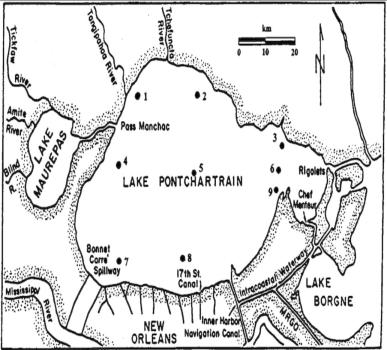 km
0 10 20
N
Tickfaw
River
Tangipahoa River
Tchefuncta
River
Amite
River
Blind
R.
LAKE
MAUREPAS
Pass Manchac
1
2
3
4
5
6
7
8
9
LAKE PONTCHARTRAIN
Rigolets
Chef
Menteur
Bonnet
Carré
Spillway
17th St.
Canal
Intracoastal Waterway
LAKE
BORGNE
MRGO
Mississippi
River
NEW
ORLEANS
Inner Harbor
Navigation Canal